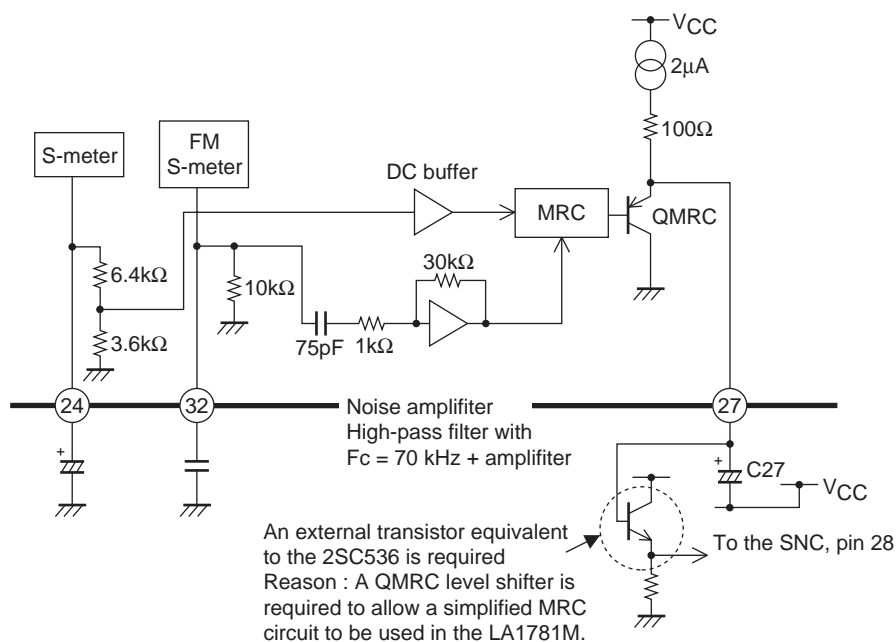 VCC
2μA
100Ω
S-meter
FM
S-meter
DC buffer
MRC
QMRC
6.4kΩ
3.6kΩ
10kΩ
30kΩ
75pF
1kΩ
24
32
27
Noise amplifiter
High-pass filter with
Fc = 70 kHz + amplifiter
+
+
C27
VCC
To the SNC, pin 28
An external transistor equivalent
to the 2SC536 is required
Reason : A QMRC level shifter is
required to allow a simplified MRC
circuit to be used in the LA1781M.